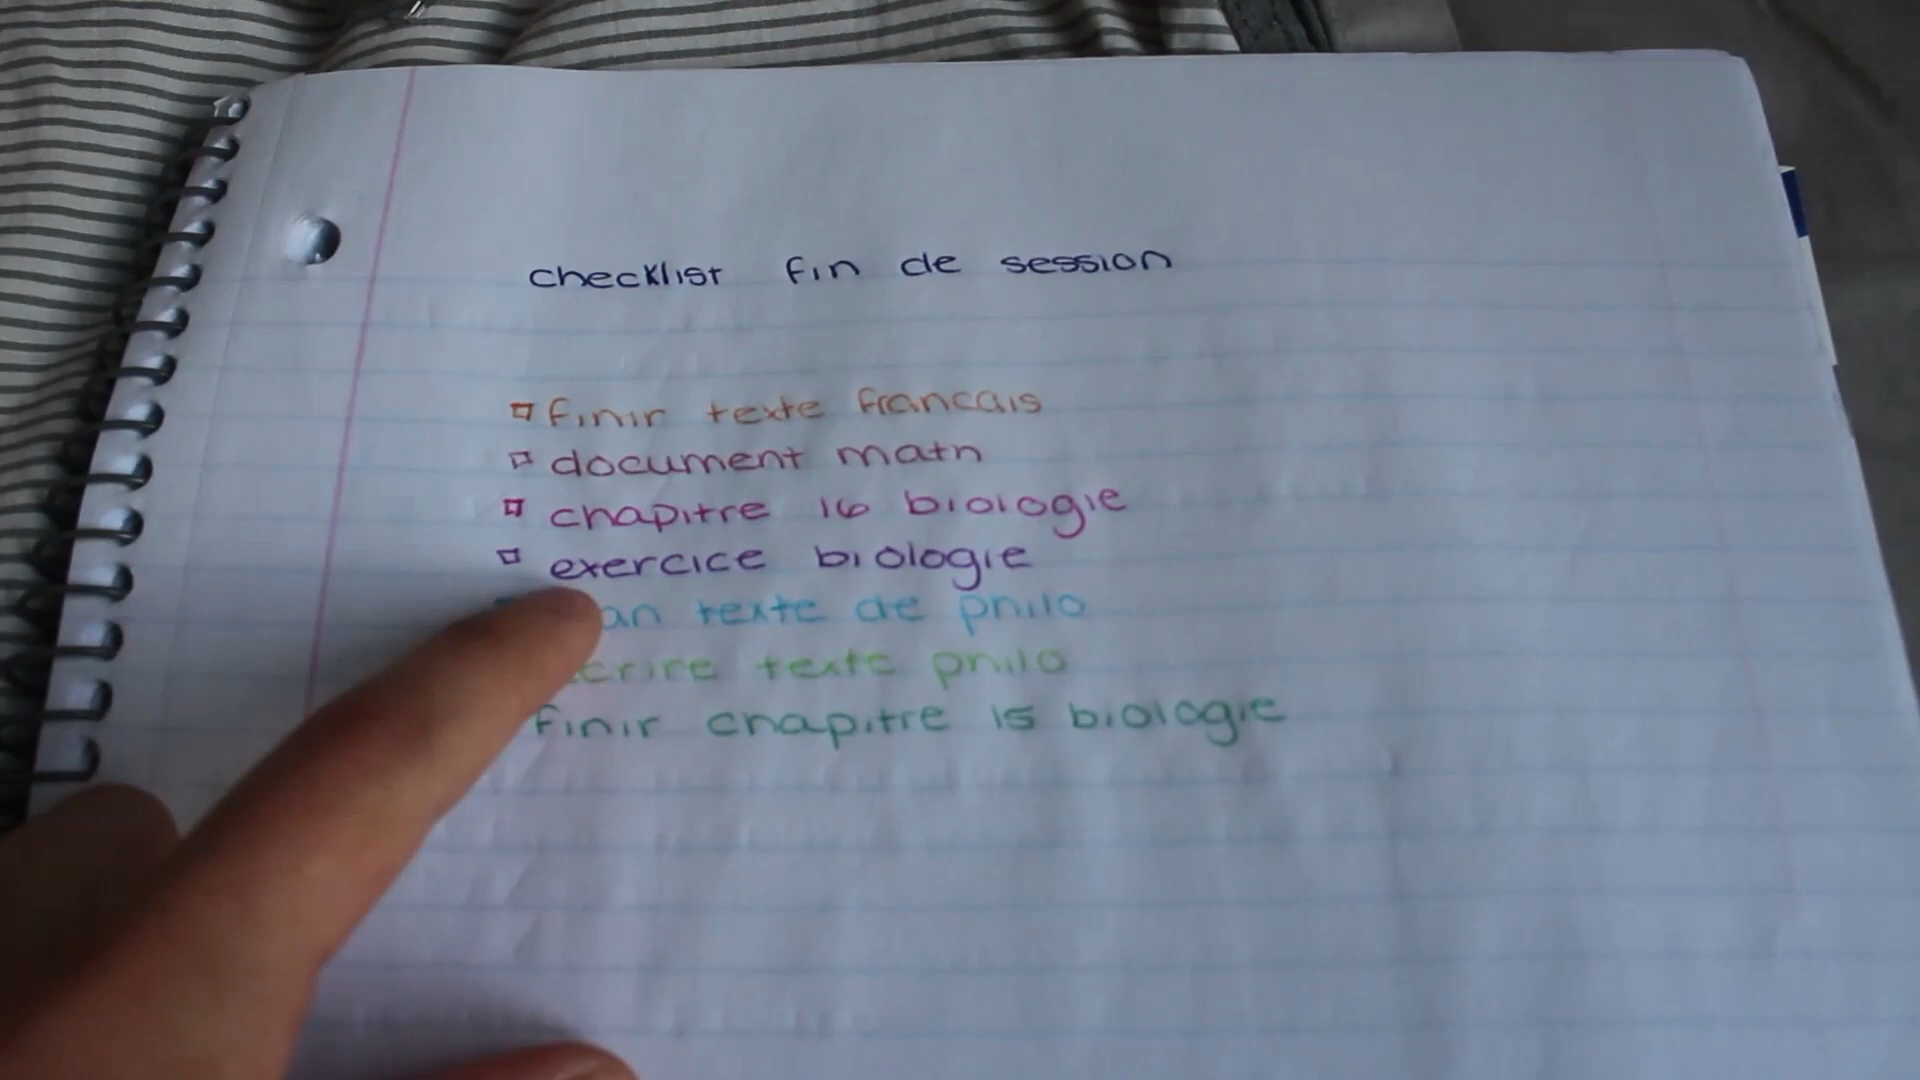 checklist fin de session
finir texte francais
document math
chapitre 16 biologie
exercice biologie
texte de philo
texte philo
finir chapitre 15 biologie